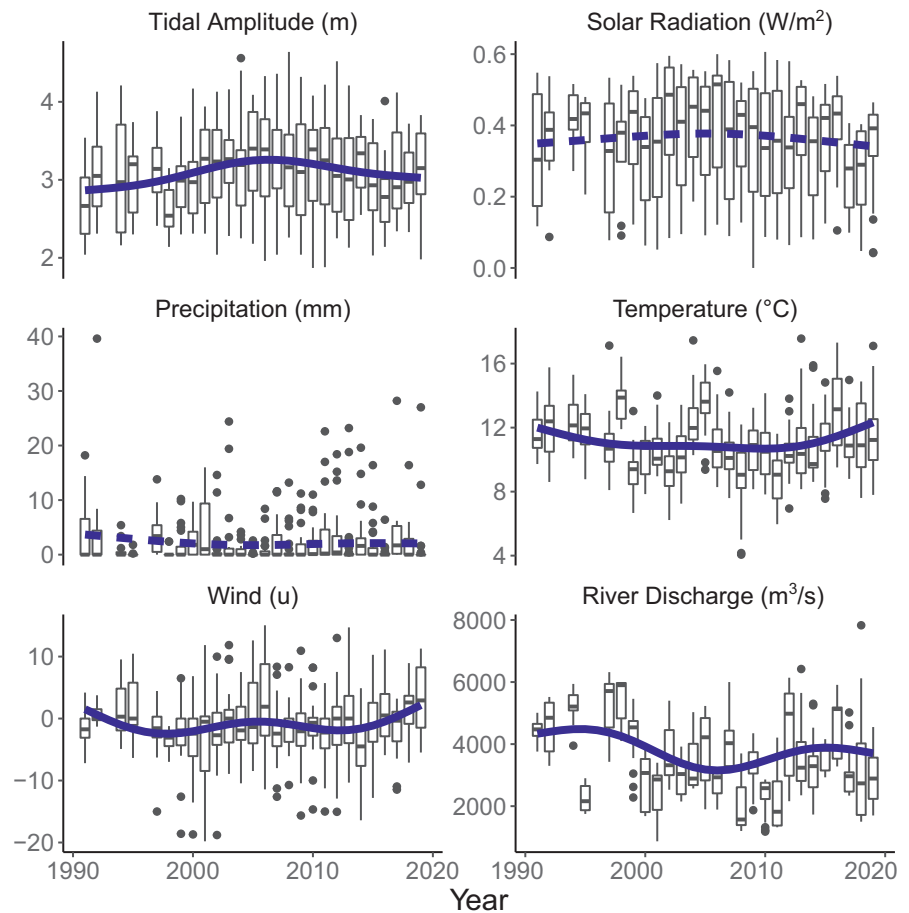 Tidal Amplitude (m)
4
3
2
Solar Radiation (W/m²)
0.6
0.4
0.2
0.0
Precipitation (mm)
40
30
20
10
0
Temperature (°C)
16
12
8
4
Wind (u)
10
0
−10
−20
1990 2000 2010 2020
River Discharge (m³/s)
8000
6000
4000
2000
1990 2000 2010 2020
Year